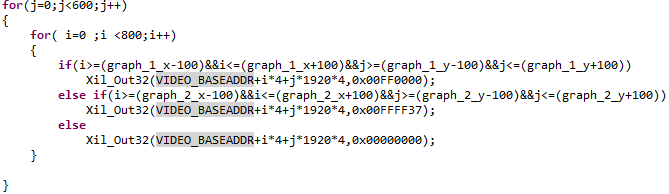 for(j=0;j<600;j++)
{
for( i=0 ;i <800;i++)
{
if(i>=(graph_1_x-100)&&i<=(graph_1_x+100)&&j>=(graph_1_y-100)&&j<=(graph_1_y+100))
Xil_Out32(VIDEO_BASEADDR+i*4+j*1920*4,0x00FF0000);
else if(i>=(graph_2_x-100)&&i<=(graph_2_x+100)&&j>=(graph_2_y-100)&&j<=(graph_2_y+100))
Xil_Out32(VIDEO_BASEADDR+i*4+j*1920*4,0x00FFFF37);
else
Xil_Out32(VIDEO_BASEADDR+i*4+j*1920*4,0x00000000);
}
}